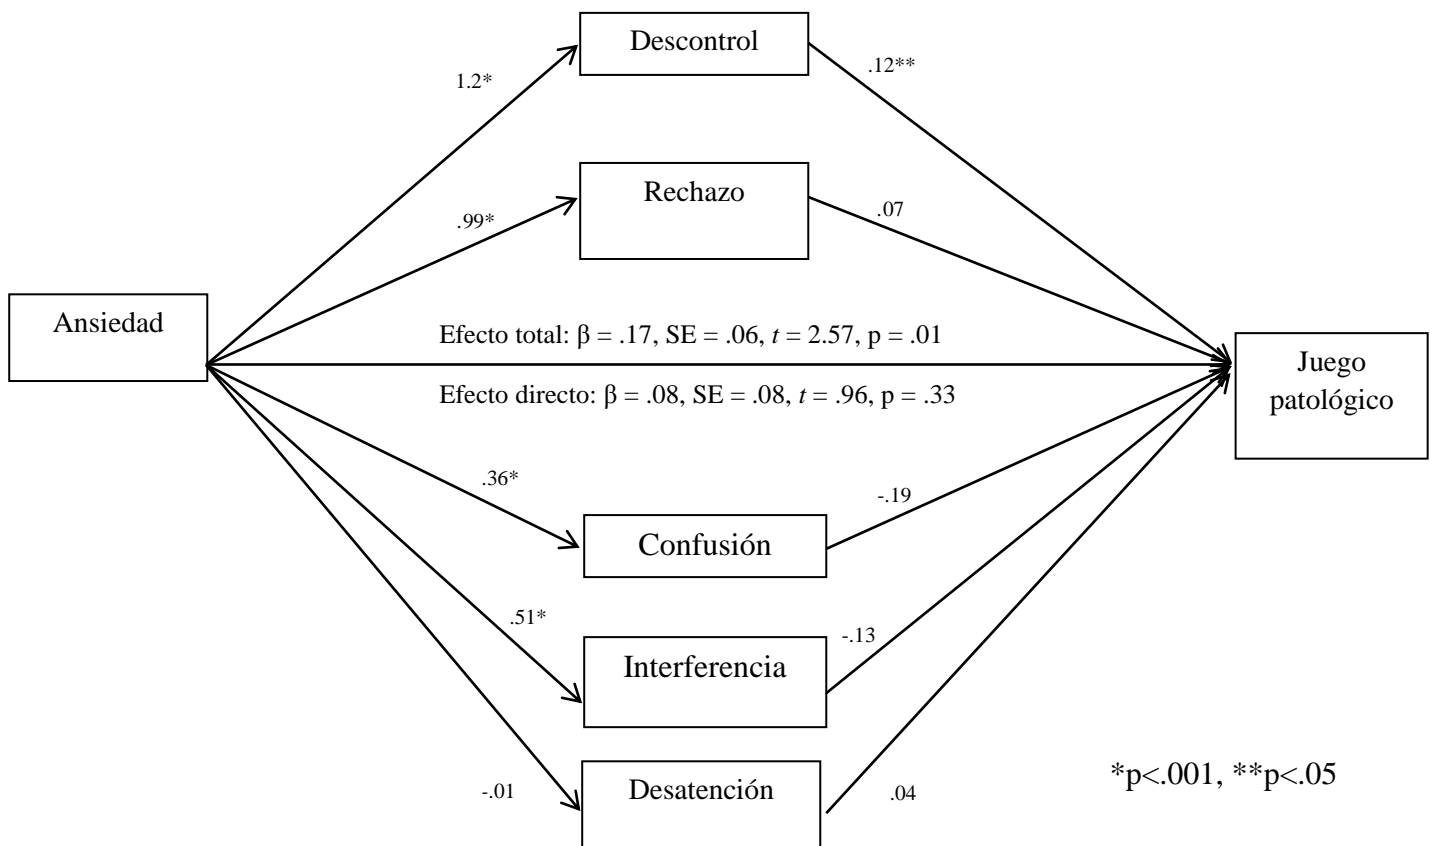 Descontrol
.12**
1.2*
Rechazo
.99*
.07
Ansiedad
Efecto total: β = .17, SE = .06, t = 2.57, p = .01
Juego
patológico
Efecto directo: β = .08, SE = .08, t = .96, p = .33
.36*
-.19
Confusión
.51*
-.13
Interferencia
*p<.001, **p<.05
-.01
Desatención
.04